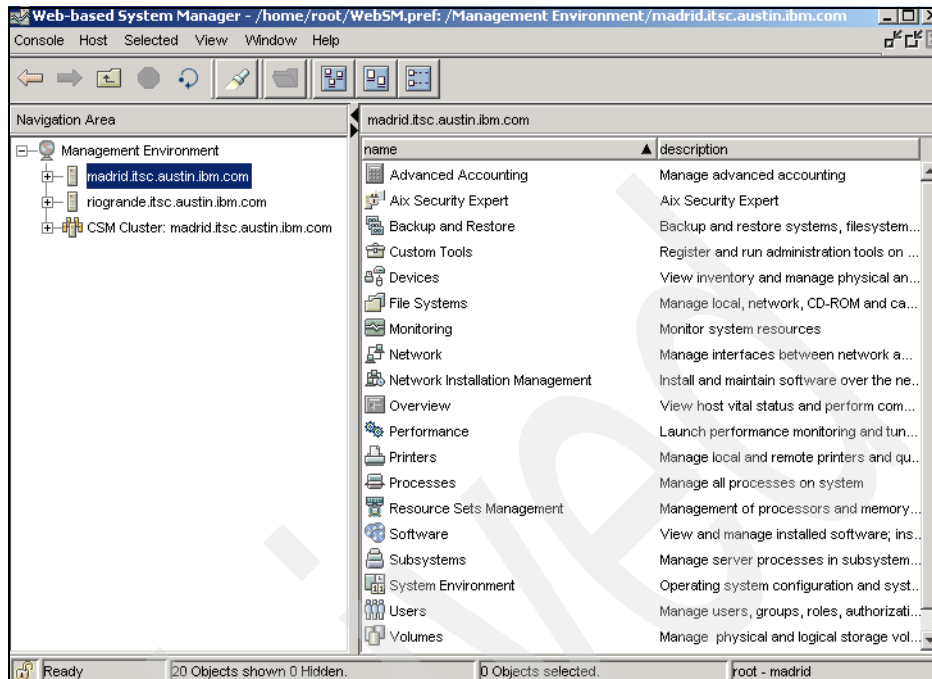 Web-based System Manager - /home/root/WebSM.pref: /Management Environment/madrid.itsc.austin.ibm.com
Console Host Selected View Window Help
Navigation Area
madrid.itsc.austin.ibm.com
Management Environment
madrid.itsc.austin.ibm.com
riogrande.itsc.austin.ibm.com
CSM Cluster: madrid.itsc.austin.ibm.com
name description
Advanced Accounting Manage advanced accounting
Aix Security Expert Aix Security Expert
Backup and Restore Backup and restore systems, filesystem...
Custom Tools Register and run administration tools on ...
Devices View inventory and manage physical an...
File Systems Manage local, network, CD-ROM and ca...
Monitoring Monitor system resources
Network Manage interfaces between network a...
Network Installation Management Install and maintain software over the ne...
Overview View host vital status and perform com...
Performance Launch performance monitoring and tun...
Printers Manage local and remote printers and qu...
Processes Manage all processes on system
Resource Sets Management Management of processors and memory...
Software View and manage installed software; ins...
Subsystems Manage server processes in subsystem...
System Environment Operating system configuration and syst...
Users Manage users, groups, roles, authorizati...
Volumes Manage physical and logical storage vol...
Ready 20 Objects shown 0 Hidden. 0 Objects selected. root - madrid